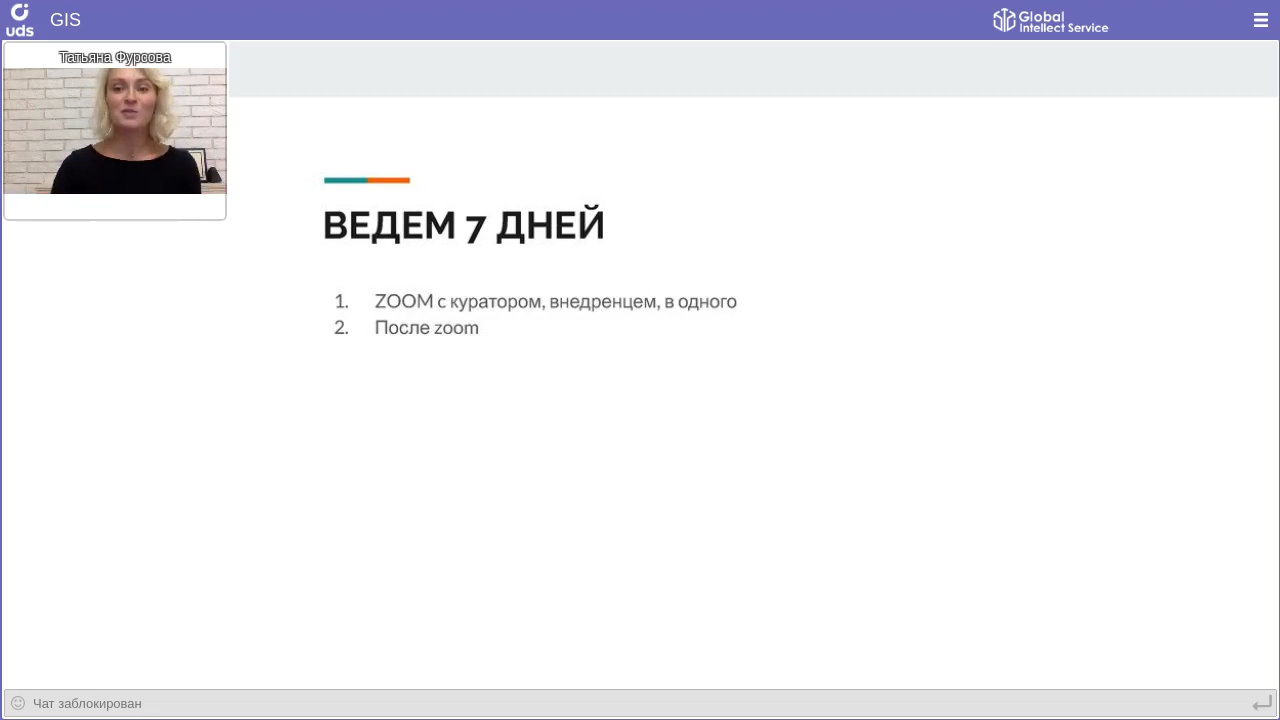 uds
GIS
Global
Intellect Service
Татьяна Фурсова
ВЕДЕМ 7 ДНЕЙ
1. ZOOM с куратором, внедренцем, в одного
2. После zoom
Чат заблокирован